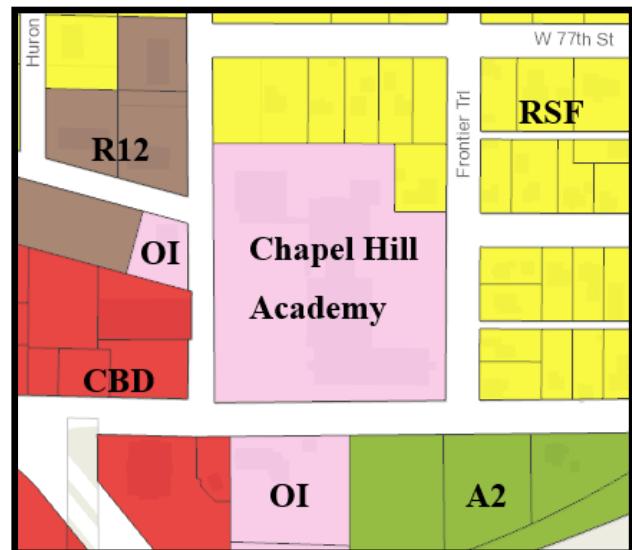 Huron
W 77th St
Frontier Trl
RSF
R12
OI
Chapel Hill
Academy
CBD
OI
A2